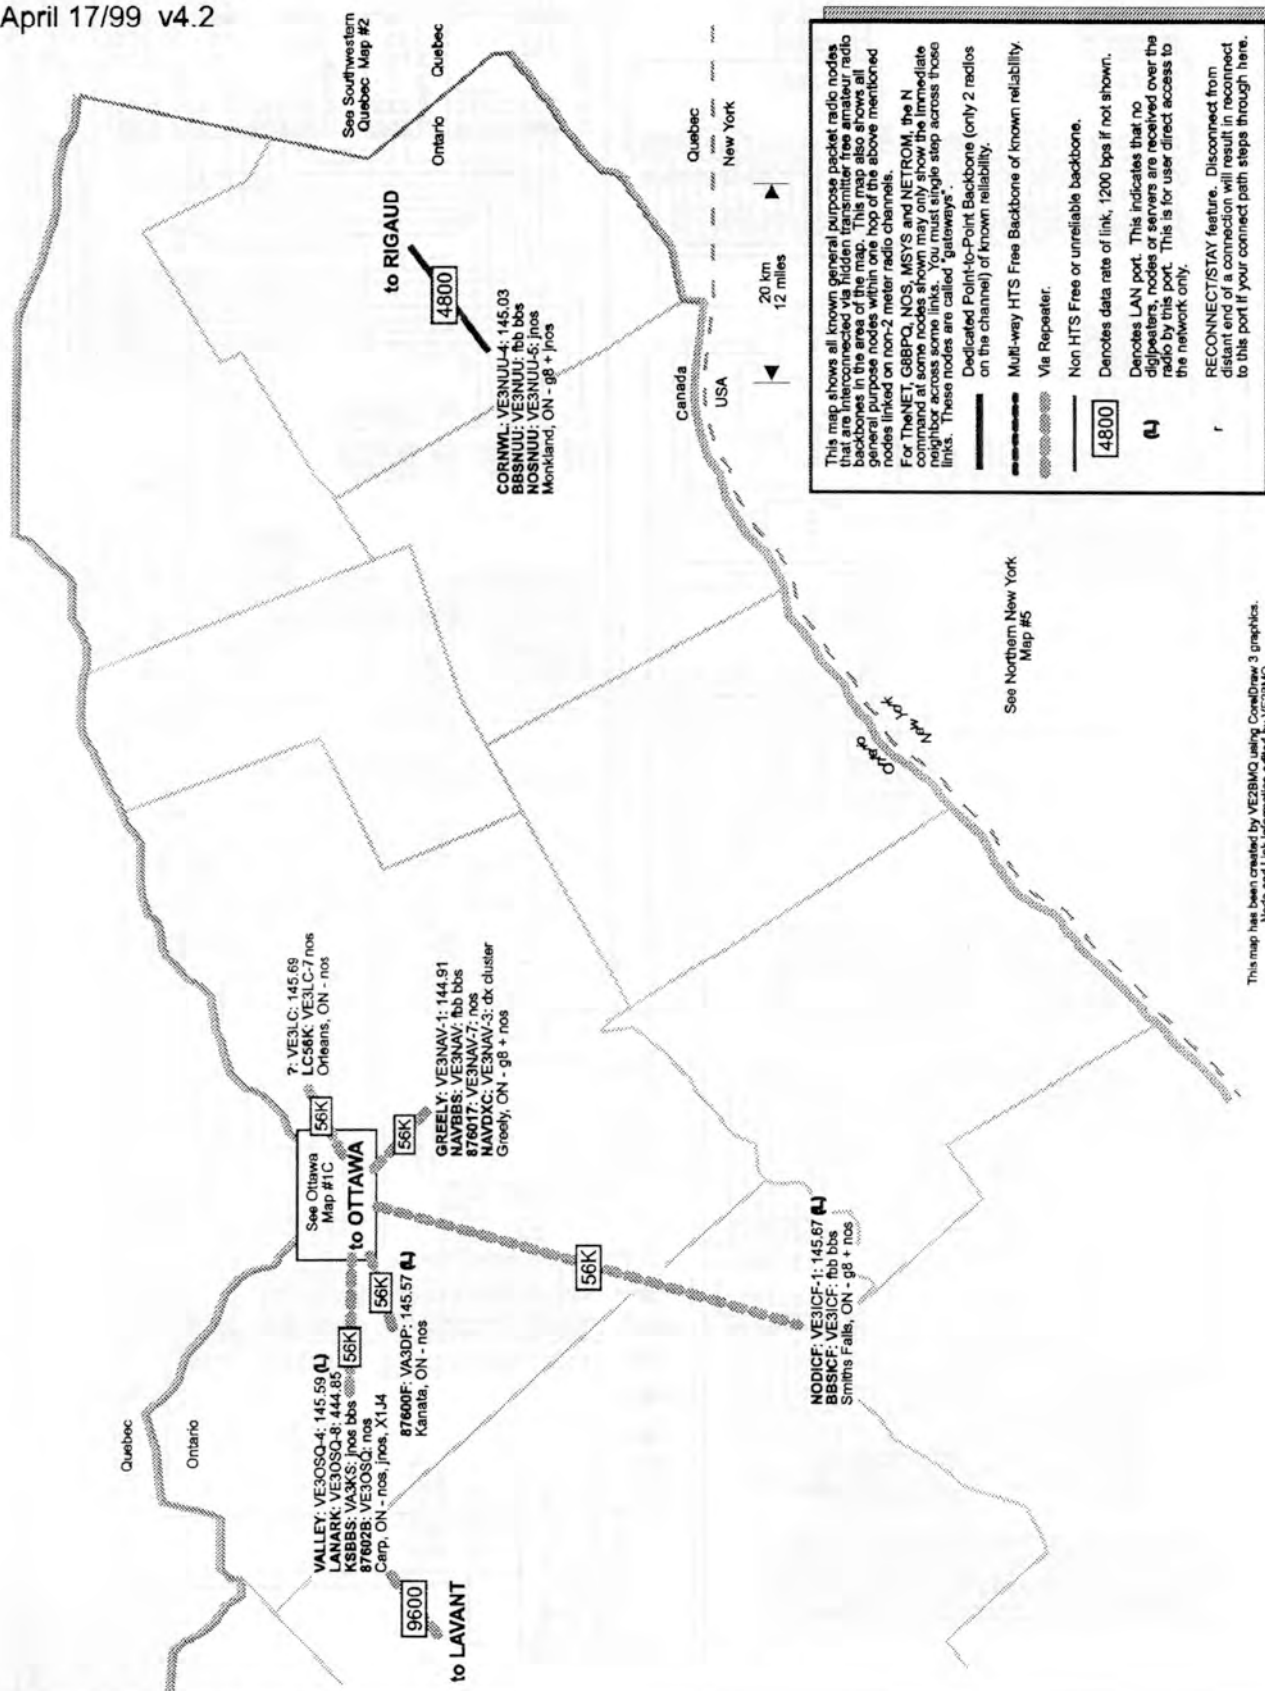 April 17/99 v4.2
See Southwestern
Quebec Map #2
Ontario
Quebec
to RIGAUD
4800
CORNWL: VE3NUU-4: 145.03
BBSNUU: VE3NUU: fbb bbs
NOSNUU: VE3NUU-5: jnos
Monkland, ON - g8 + jnos
Quebec
New York
20 km
12 miles
Canada
USA
?: VE3LC: 145.69
LC56K: VE3LC-7 nos
Orleans, ON - nos
56K
See Ottawa
Map #1C
to OTTAWA
56K
GREELY: VE3NAV-1: 144.91
NAVBBS: VE3NAV: fbb bbs
876017: VE3NAV-7: nos
NAVDXC: VE3NAV-3: dx cluster
Greely, ON - g8 + nos
Quebec
Ontario
VALLEY: VE3OSQ-4: 145.59 (L)
LANARK: VE3OSQ-8: 444.85
KSBBS: VA3KS: jnos bbs
87602B: VE3OSQ: nos
Carp, ON - nos, jnos, X1J4
56K
56K
87600F: VA3DP: 145.57 (L)
Kanata, ON - nos
9600
to LAVANT
56K
NODICF: VE3ICF-1: 145.67 (L)
BBSICF: VE3ICF: fbb bbs
Smiths Falls, ON - g8 + nos
Ontario
New York
See Northern New York
Map #5
This map shows all known general purpose packet radio nodes
that are interconnected via hidden transmitter free amateur radio
backbones in the area of the map. This map also shows all
general purpose nodes within one hop of the above mentioned
nodes linked on non-2 meter radio channels.
For TheNET, G8BPQ, NOS, MSYS and NETROM, the N
command at some nodes shown may only show the immediate
neighbor across some links. You must single step across those
links. These nodes are called "gateways".
Dedicated Point-to-Point Backbone (only 2 radios
on the channel) of known reliability.
Multi-way HTS Free Backbone of known reliability.
Via Repeater.
Non HTS Free or unreliable backbone.
4800 Denotes data rate of link, 1200 bps if not shown.
(L) Denotes LAN port. This indicates that no
digipeaters, nodes or servers are received over the
radio by this port. This is for user direct access to
the network only.
r RECONNECT/STAY feature. Disconnect from
distant end of a connection will result in reconnect
to this port if your connect path steps through here.
This map has been created by VE2BMQ using CorelDraw 3 graphics.
Node and Link information edited by VE2BMQ